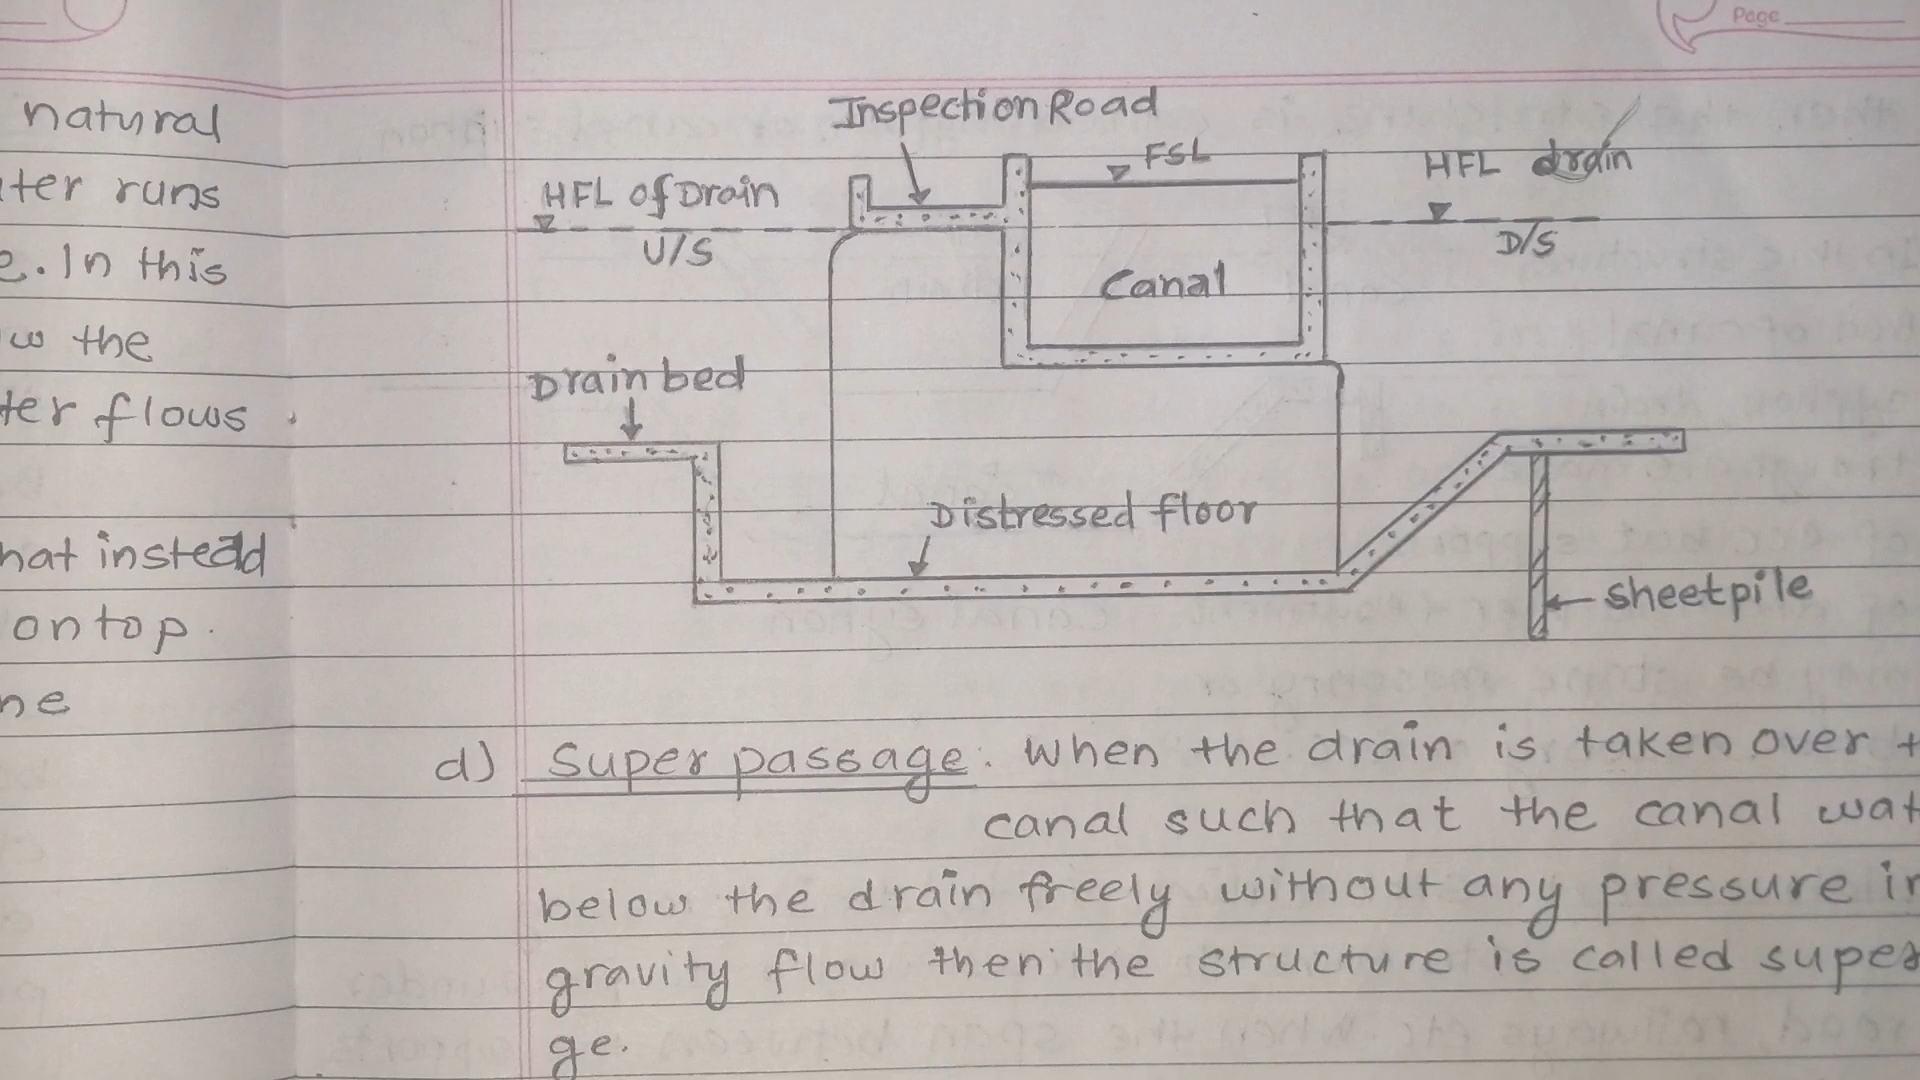 Page
natural
ter runs
e. In this
w the
ter flows
hat instead
on top.
ne
Inspection Road
FSL
HFL of Drain
U/S
HFL drain
D/S
Canal
Drain bed
Distressed floor
sheetpile
d) Super passage: When the drain is taken over t
canal such that the canal wat
below the drain freely without any pressure in
gravity flow then the structure is called super
ge.